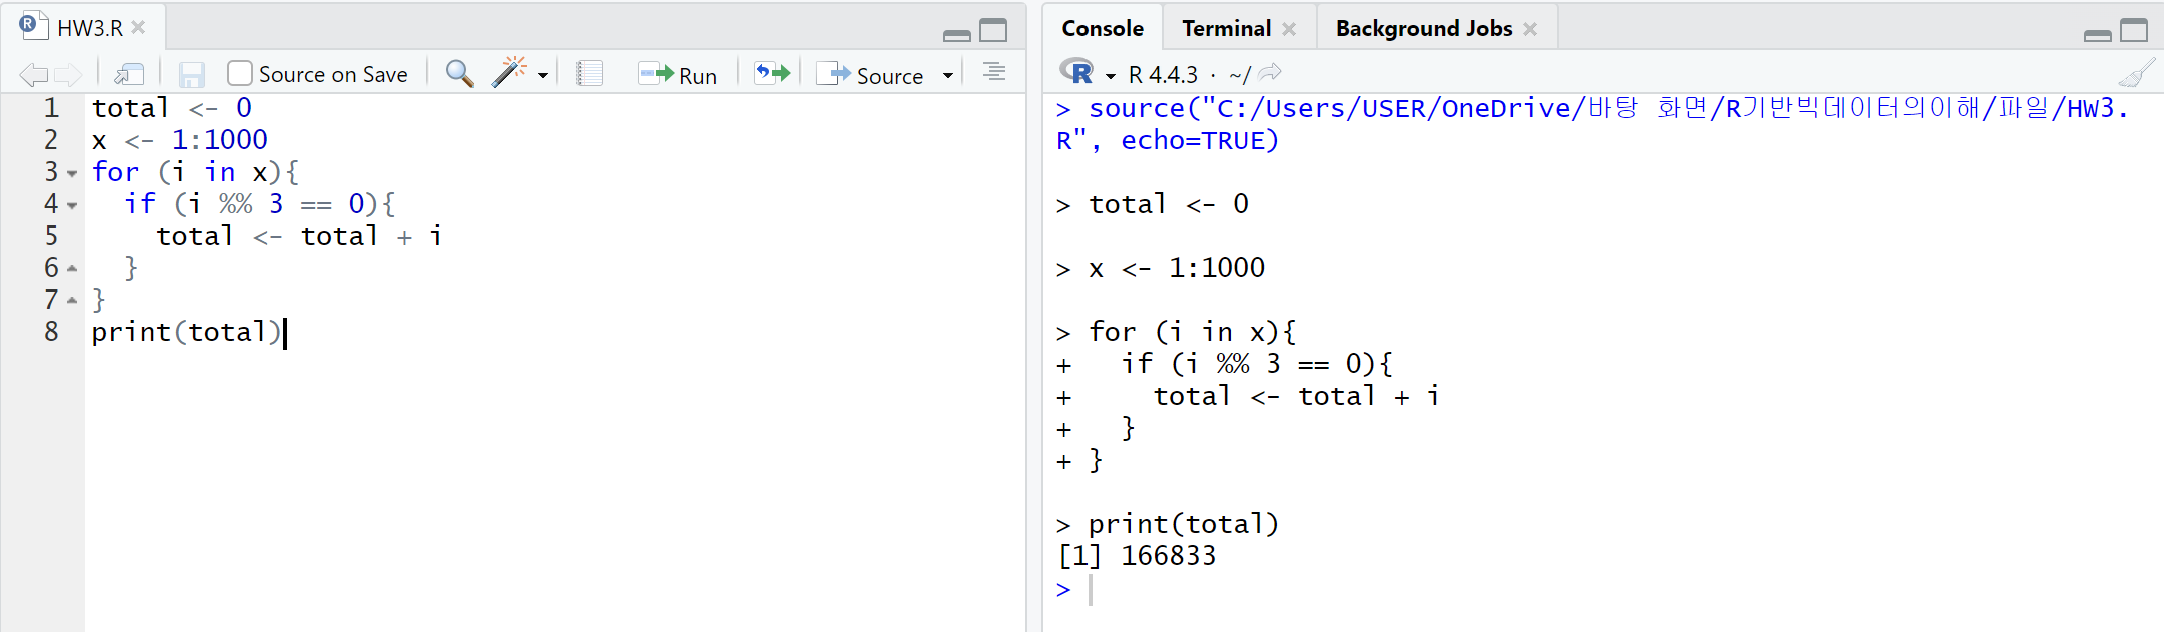 HW3.R
Source on Save
Run
Source
1 total <- 0
2 x <- 1:1000
3 for (i in x){
4   if (i %% 3 == 0){
5     total <- total + i
6   }
7 }
8 print(total)
Console Terminal Background Jobs
R R 4.4.3 · ~/
> source("C:/Users/USER/OneDrive/바탕 화면/R기반빅데이터의이해/파일/HW3.
R", echo=TRUE)
> total <- 0
> x <- 1:1000
> for (i in x){
+   if (i %% 3 == 0){
+     total <- total + i
+   }
+ }
> print(total)
[1] 166833
>